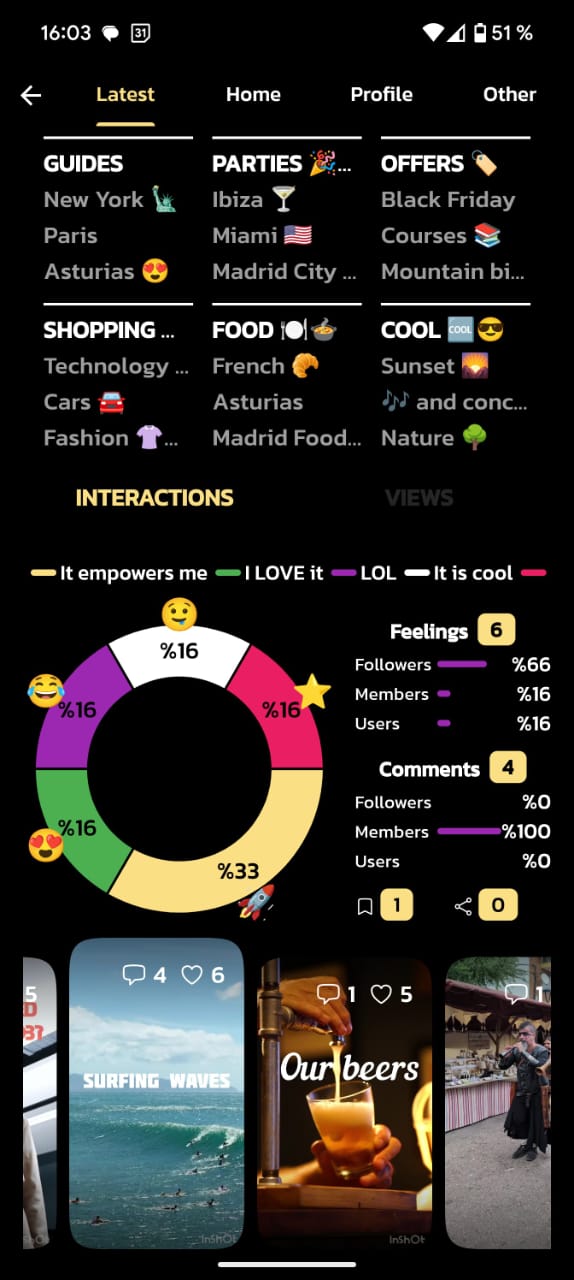 16:03 31 51 %
Latest Home Profile Other
GUIDES PARTIES 🎉... OFFERS 🏷️
New York 🗽 Ibiza 🍸 Black Friday
Paris Miami 🇺🇸 Courses 📚
Asturias 😍 Madrid City ... Mountain bi...
SHOPPING ... FOOD 🍽️🍲 COOL 🆒😎
Technology ... French 🥐 Sunset 🌄
Cars 🚘 Asturias 🎶 and conc...
Fashion 👚... Madrid Food... Nature 🌳
INTERACTIONS VIEWS
It empowers me I LOVE it LOL It is cool
%16
%16
%16
%16
%33
Feelings 6
Followers %66
Members %16
Users %16
Comments 4
Followers %0
Members %100
Users %0
1 0
5
4 6
SURFING WAVES
InShOt
1 5
Our beers
InShOt
1